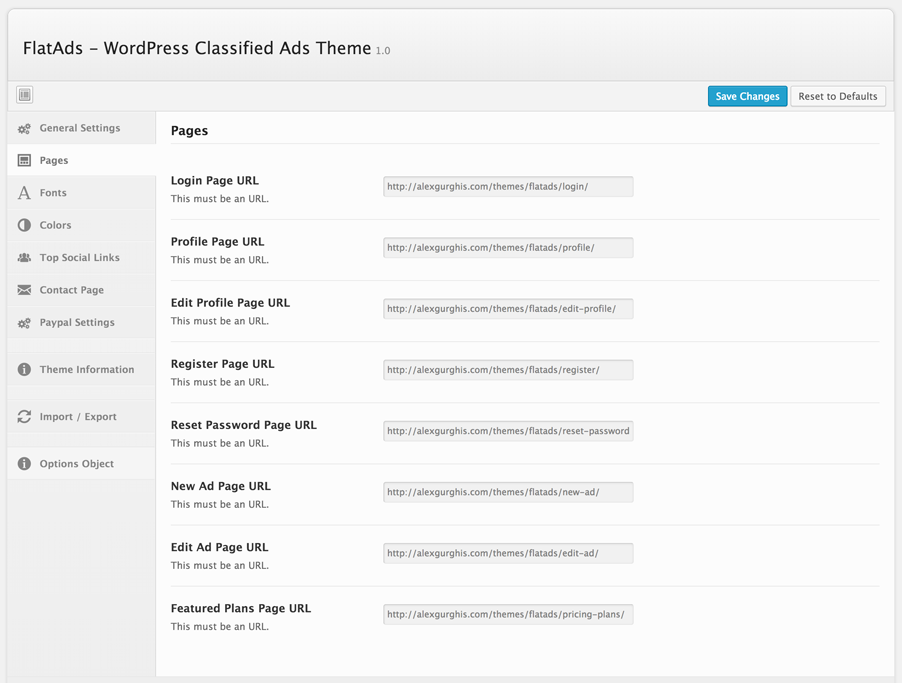 FlatAds – WordPress Classified Ads Theme 1.0
Save Changes
Reset to Defaults
General Settings
Pages
Fonts
Colors
Top Social Links
Contact Page
Paypal Settings
Theme Information
Import / Export
Options Object
Pages
Login Page URL
This must be an URL.
http://alexgurghis.com/themes/flatads/login/
Profile Page URL
This must be an URL.
http://alexgurghis.com/themes/flatads/profile/
Edit Profile Page URL
This must be an URL.
http://alexgurghis.com/themes/flatads/edit-profile/
Register Page URL
This must be an URL.
http://alexgurghis.com/themes/flatads/register/
Reset Password Page URL
This must be an URL.
http://alexgurghis.com/themes/flatads/reset-password
New Ad Page URL
This must be an URL.
http://alexgurghis.com/themes/flatads/new-ad/
Edit Ad Page URL
This must be an URL.
http://alexgurghis.com/themes/flatads/edit-ad/
Featured Plans Page URL
This must be an URL.
http://alexgurghis.com/themes/flatads/pricing-plans/